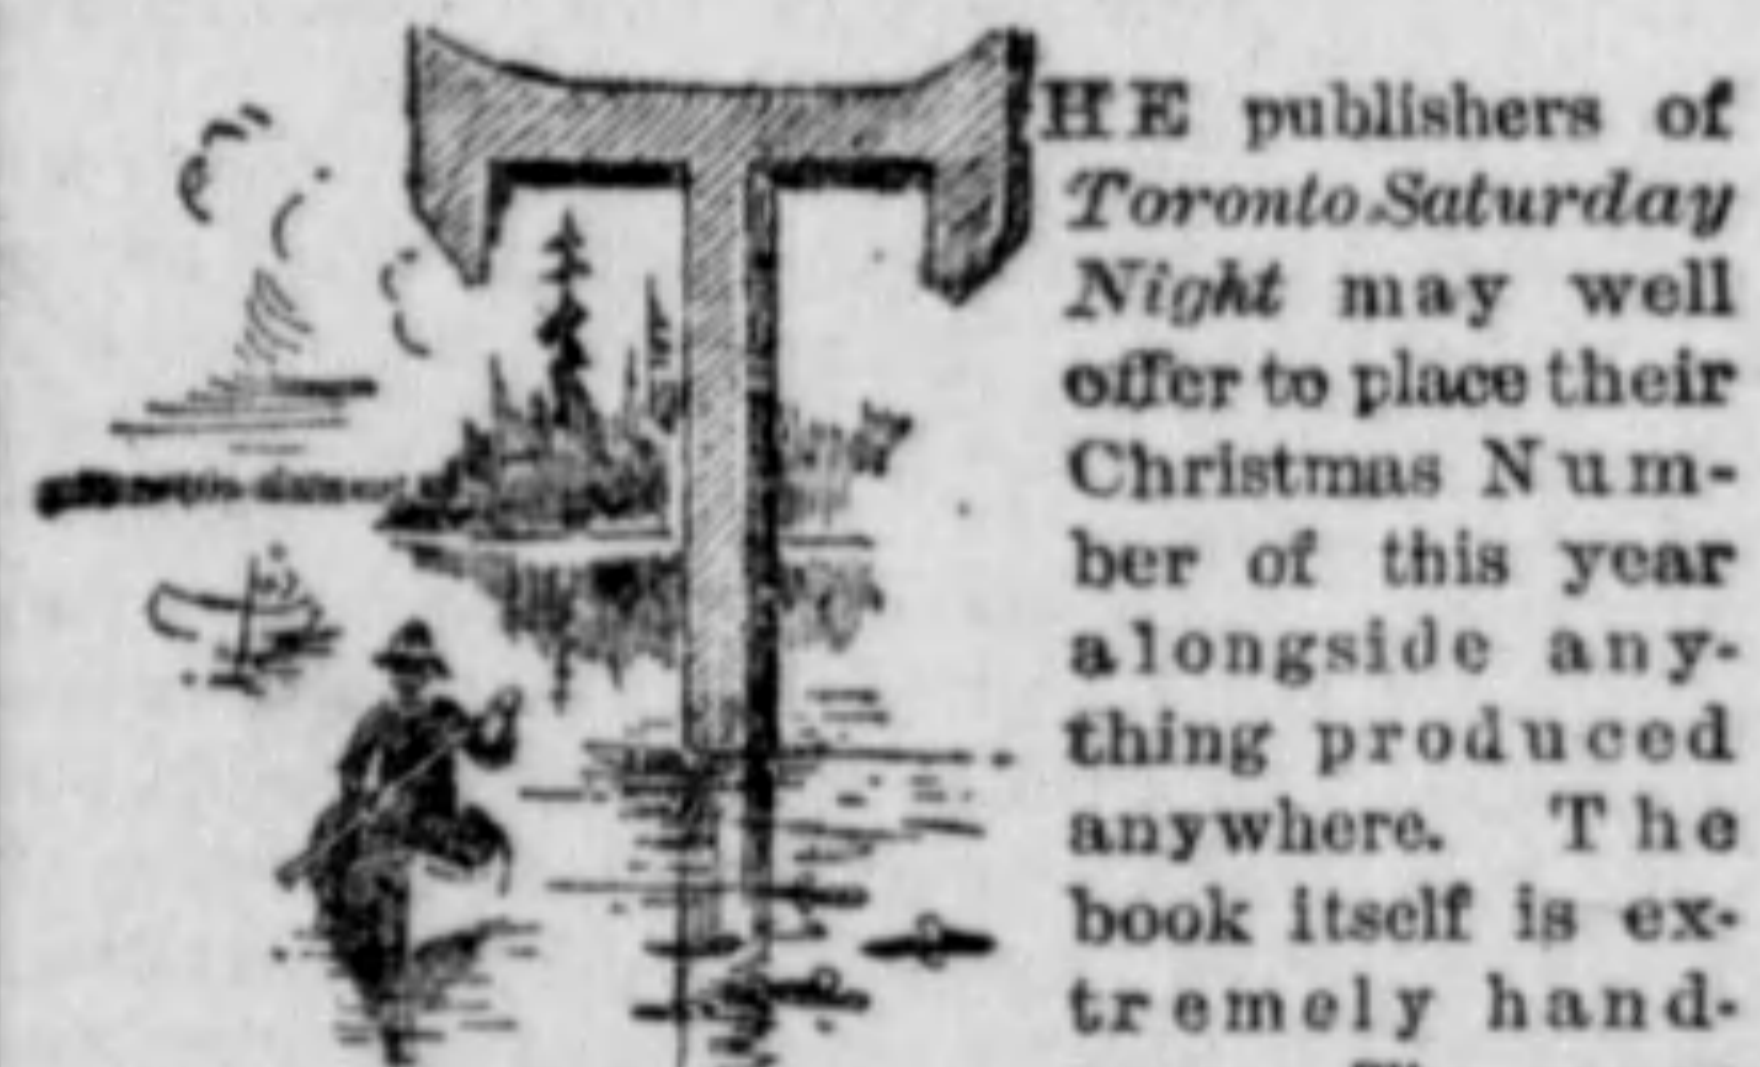 THE publishers of
Toronto Saturday
Night may well
offer to place their
Christmas Num-
ber of this year
alongside any-
thing produced
anywhere. The
book itself is ex-
tremely hand-